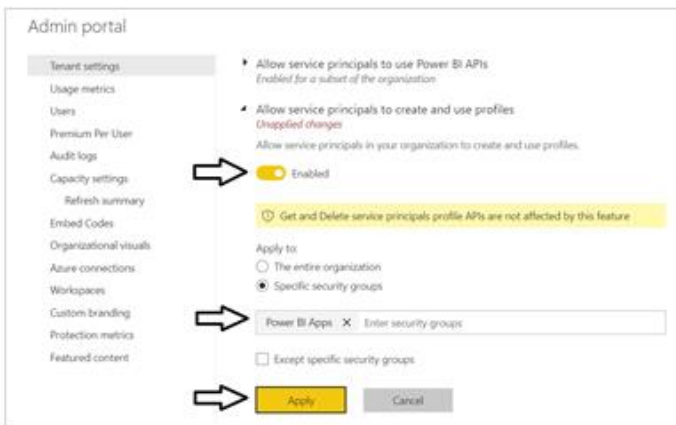 Admin portal
Tenant settings
Usage metrics
Users
Premium Per User
Audit logs
Capacity settings
Refresh summary
Embed Codes
Organizational visuals
Azure connections
Workspaces
Custom branding
Protection metrics
Featured content
Allow service principals to use Power BI APIs
Enabled for a subset of the organization
Allow service principals to create and use profiles
Unapplied changes
Allow service principals in your organization to create and use profiles.
Enabled
Get and Delete service principals profile APIs are not affected by this feature
Apply to:
The entire organization
Specific security groups
Power BI Apps X Enter security groups
Except specific security groups
Apply Cancel